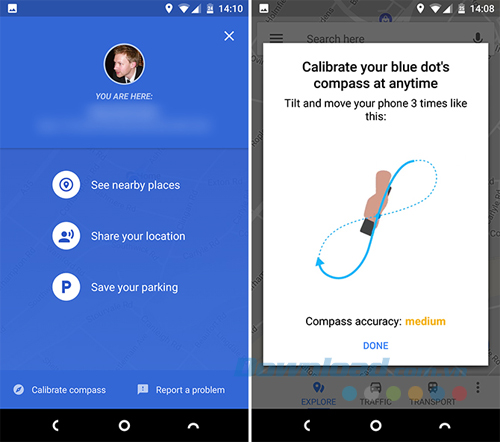 14:10
YOU ARE HERE:
See nearby places
Share your location
P
Save your parking
Calibrate compass
Report a problem
14:08
Search here
Calibrate your blue dot's
compass at anytime
Tilt and move your phone 3 times like
this:
Compass accuracy: medium
DONE
Download
EXPLORE
TRAFFIC
TRANSPORT